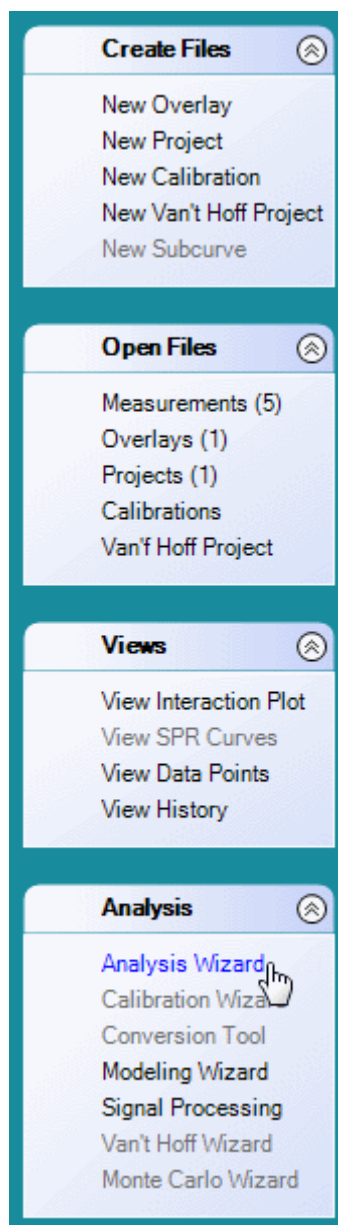 Create Files
New Overlay
New Project
New Calibration
New Van't Hoff Project
New Subcurve
Open Files
Measurements (5)
Overlays (1)
Projects (1)
Calibrations
Van'f Hoff Project
Views
View Interaction Plot
View SPR Curves
View Data Points
View History
Analysis
Analysis Wizard
Calibration Wizard
Conversion Tool
Modeling Wizard
Signal Processing
Van't Hoff Wizard
Monte Carlo Wizard